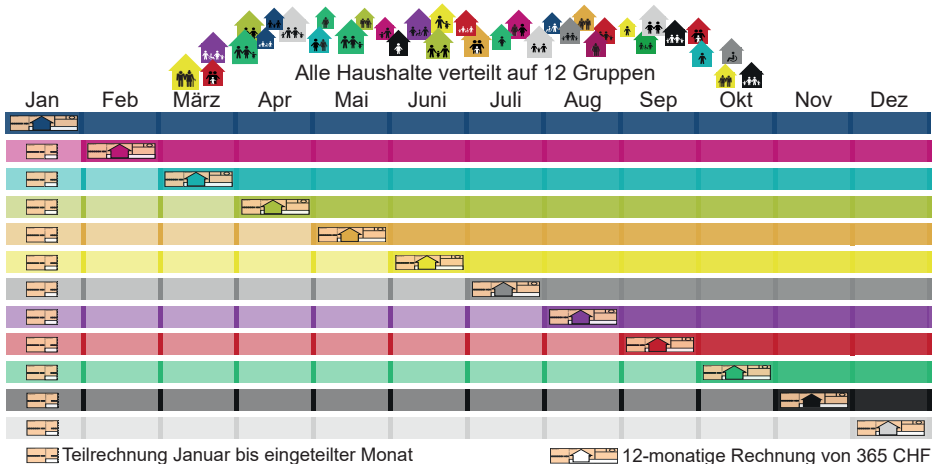 Alle Haushalte verteilt auf 12 Gruppen
Jan Feb März Apr Mai Juni Juli Aug Sep Okt Nov Dez
Teilrechnung Januar bis eingeteilter Monat 12-monatige Rechnung von 365 CHF